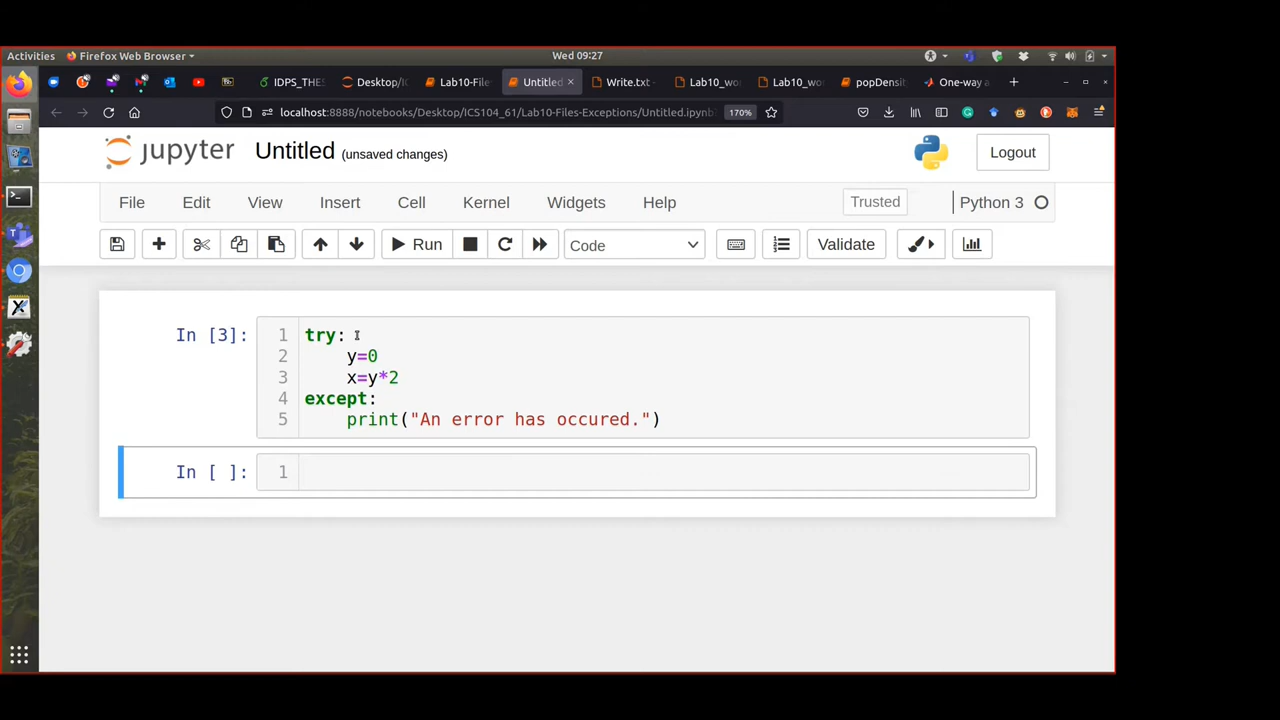 Activities Firefox Web Browser Wed 09:27
IDPS_THES Desktop/IC Lab10-File Untitled Write.txt Lab10_wo Lab10_wo popDensit One-way a
localhost:8888/notebooks/Desktop/ICS104_61/Lab10-Files-Exceptions/Untitled.ipynb 170%
jupyter Untitled (unsaved changes) Logout
File Edit View Insert Cell Kernel Widgets Help Trusted Python 3
Run Code Validate
In [3]: 1 try:
2 y=0
3 x=y*2
4 except:
5 print("An error has occured.")
In [ ]: 1